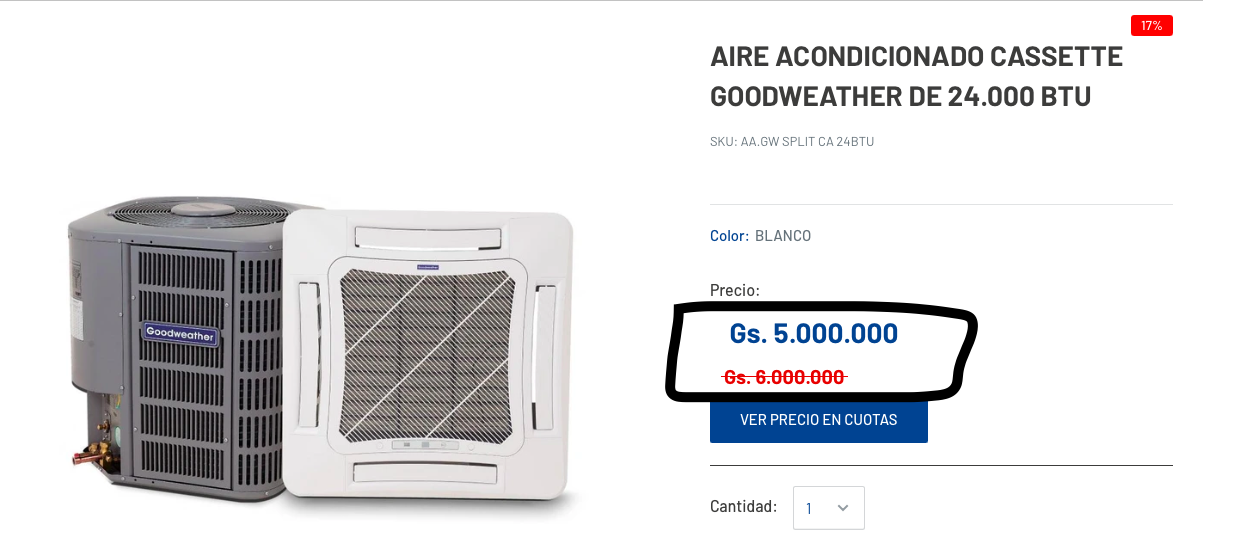 17%
AIRE ACONDICIONADO CASSETTE
GOODWEATHER DE 24.000 BTU
SKU: AA.GW SPLIT CA 24BTU
Color: BLANCO
Precio:
Gs. 5.000.000
Gs. 6.000.000
VER PRECIO EN CUOTAS
Cantidad: 1
Goodweather